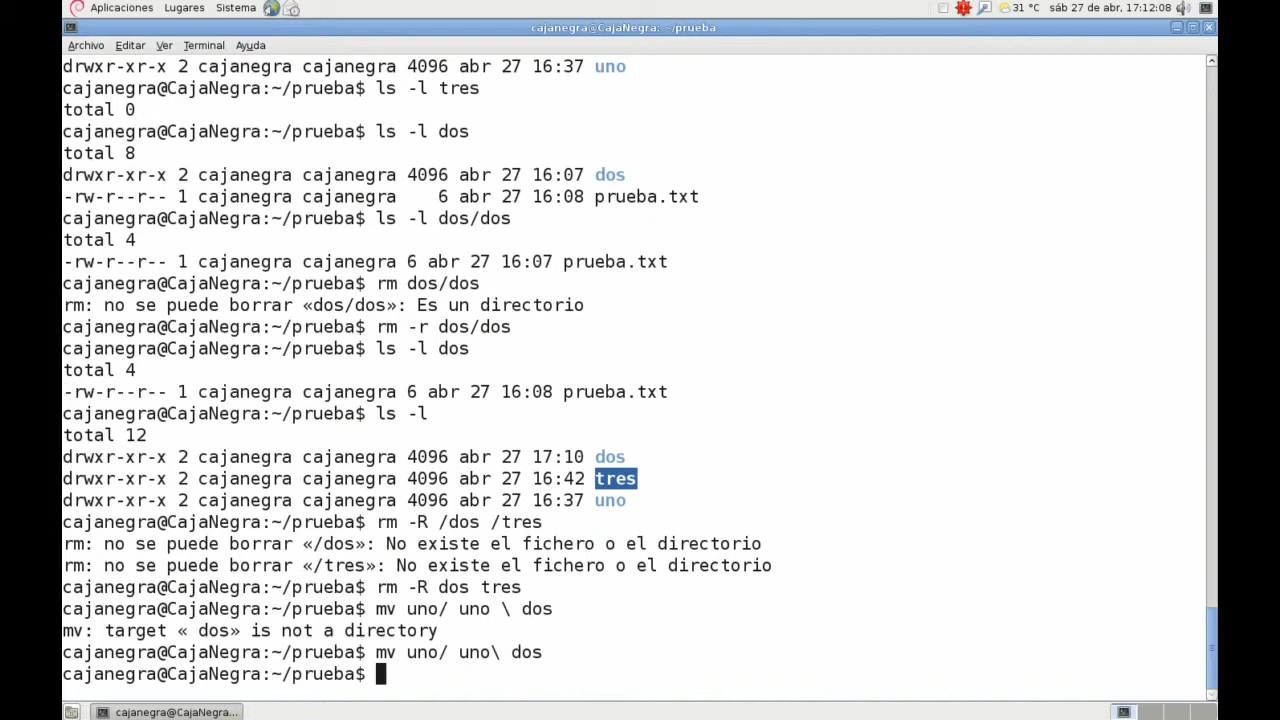 Aplicaciones Lugares Sistema 31 °C sáb 27 de abr, 17:12:08
cajanegra@CajaNegra: ~/prueba
Archivo Editar Ver Terminal Ayuda
drwxr-xr-x 2 cajanegra cajanegra 4096 abr 27 16:37 uno
cajanegra@CajaNegra:~/prueba$ ls -l tres
total 0
cajanegra@CajaNegra:~/prueba$ ls -l dos
total 8
drwxr-xr-x 2 cajanegra cajanegra 4096 abr 27 16:07 dos
-rw-r--r-- 1 cajanegra cajanegra    6 abr 27 16:08 prueba.txt
cajanegra@CajaNegra:~/prueba$ ls -l dos/dos
total 4
-rw-r--r-- 1 cajanegra cajanegra 6 abr 27 16:07 prueba.txt
cajanegra@CajaNegra:~/prueba$ rm dos/dos
rm: no se puede borrar «dos/dos»: Es un directorio
cajanegra@CajaNegra:~/prueba$ rm -r dos/dos
cajanegra@CajaNegra:~/prueba$ ls -l dos
total 4
-rw-r--r-- 1 cajanegra cajanegra 6 abr 27 16:08 prueba.txt
cajanegra@CajaNegra:~/prueba$ ls -l
total 12
drwxr-xr-x 2 cajanegra cajanegra 4096 abr 27 17:10 dos
drwxr-xr-x 2 cajanegra cajanegra 4096 abr 27 16:42 tres
drwxr-xr-x 2 cajanegra cajanegra 4096 abr 27 16:37 uno
cajanegra@CajaNegra:~/prueba$ rm -R /dos /tres
rm: no se puede borrar «/dos»: No existe el fichero o el directorio
rm: no se puede borrar «/tres»: No existe el fichero o el directorio
cajanegra@CajaNegra:~/prueba$ rm -R dos tres
cajanegra@CajaNegra:~/prueba$ mv uno/ uno \ dos
mv: target « dos» is not a directory
cajanegra@CajaNegra:~/prueba$ mv uno/ uno\ dos
cajanegra@CajaNegra:~/prueba$
cajanegra@CajaNegra...